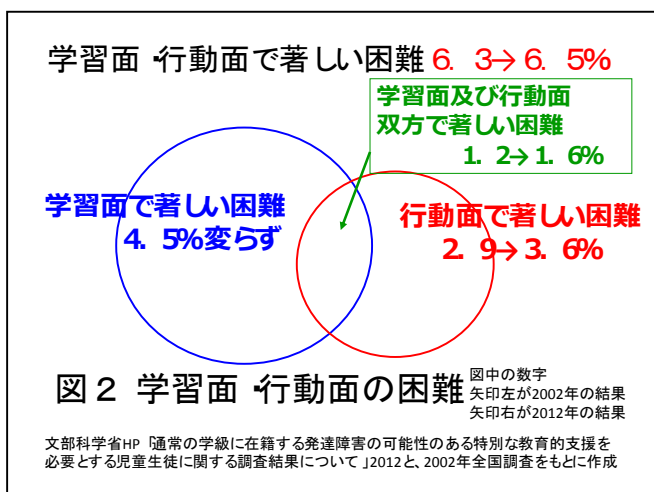 学習面・行動面で著しい困難6.3→6.5%
学習面及び行動面
双方で著しい困難
1.2→1.6%
学習面で著しい困難
4.5%変らず
行動面で著しい困難
2.9→3.6%
図2 学習面・行動面の困難
図中の数字
矢印左が2002年の結果
矢印右が2012年の結果
文部科学省HP「通常の学級に在籍する発達障害の可能性のある特別な教育的支援を
必要とする児童生徒に関する調査結果について」2012と、2002年全国調査をもとに作成